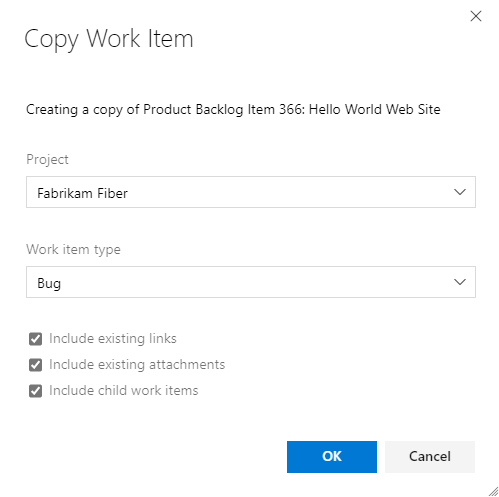 Copy Work Item
Creating a copy of Product Backlog Item 366: Hello World Web Site
Project
Fabrikam Fiber
Work item type
Bug
Include existing links
Include existing attachments
Include child work items
OK Cancel